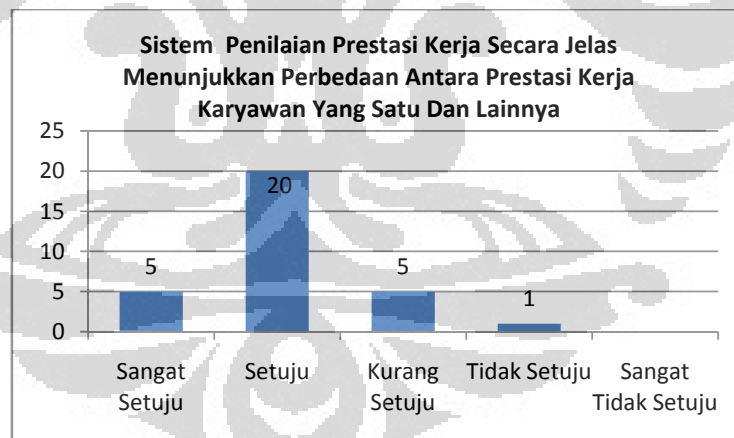 Sistem Penilaian Prestasi Kerja Secara Jelas
Menunjukkan Perbedaan Antara Prestasi Kerja
Karyawan Yang Satu Dan Lainnya
25
20
15
10
5
0
5
20
5
1
Sangat Setuju
Setuju
Kurang Setuju
Tidak Setuju
Sangat Tidak Setuju